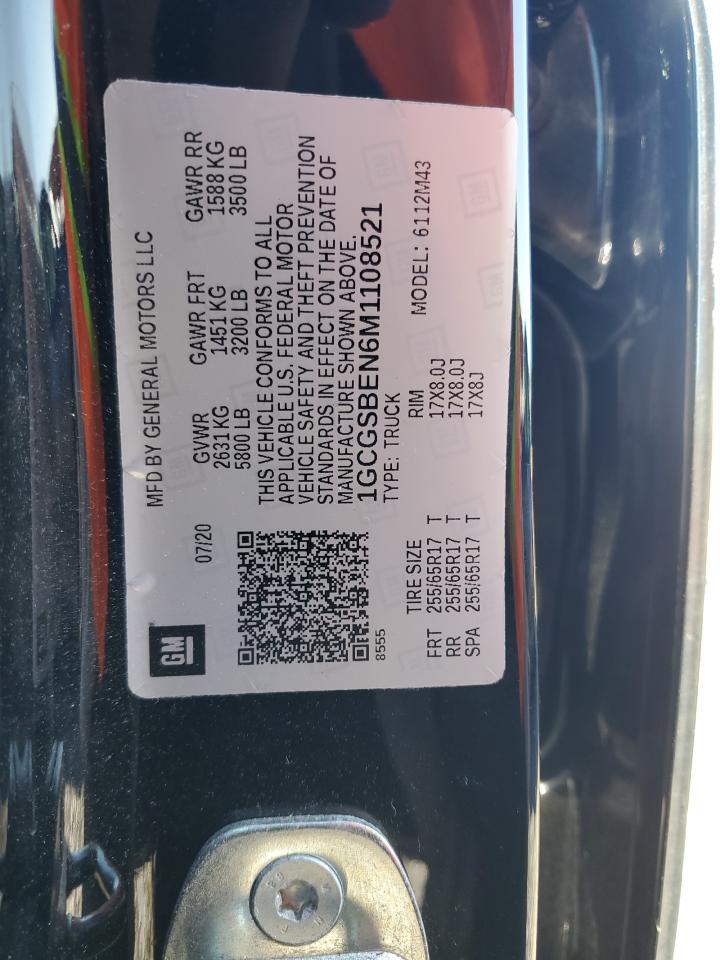 GM
MFD BY GENERAL MOTORS LLC
07/20
GVWR GAWR FRT GAWR RR
2631 KG 1451 KG 1588 KG
5800 LB 3200 LB 3500 LB
THIS VEHICLE CONFORMS TO ALL
APPLICABLE U.S. FEDERAL MOTOR
VEHICLE SAFETY AND THEFT PREVENTION
STANDARDS IN EFFECT ON THE DATE OF
MANUFACTURE SHOWN ABOVE.
1GCGSBEN6M1108521
8555
TYPE: TRUCK
TIRE SIZE RIM MODEL: 6112M43
FRT 255/65R17 T 17X8.0J
RR 255/65R17 T 17X8.0J
SPA 255/65R17 T 17X8J